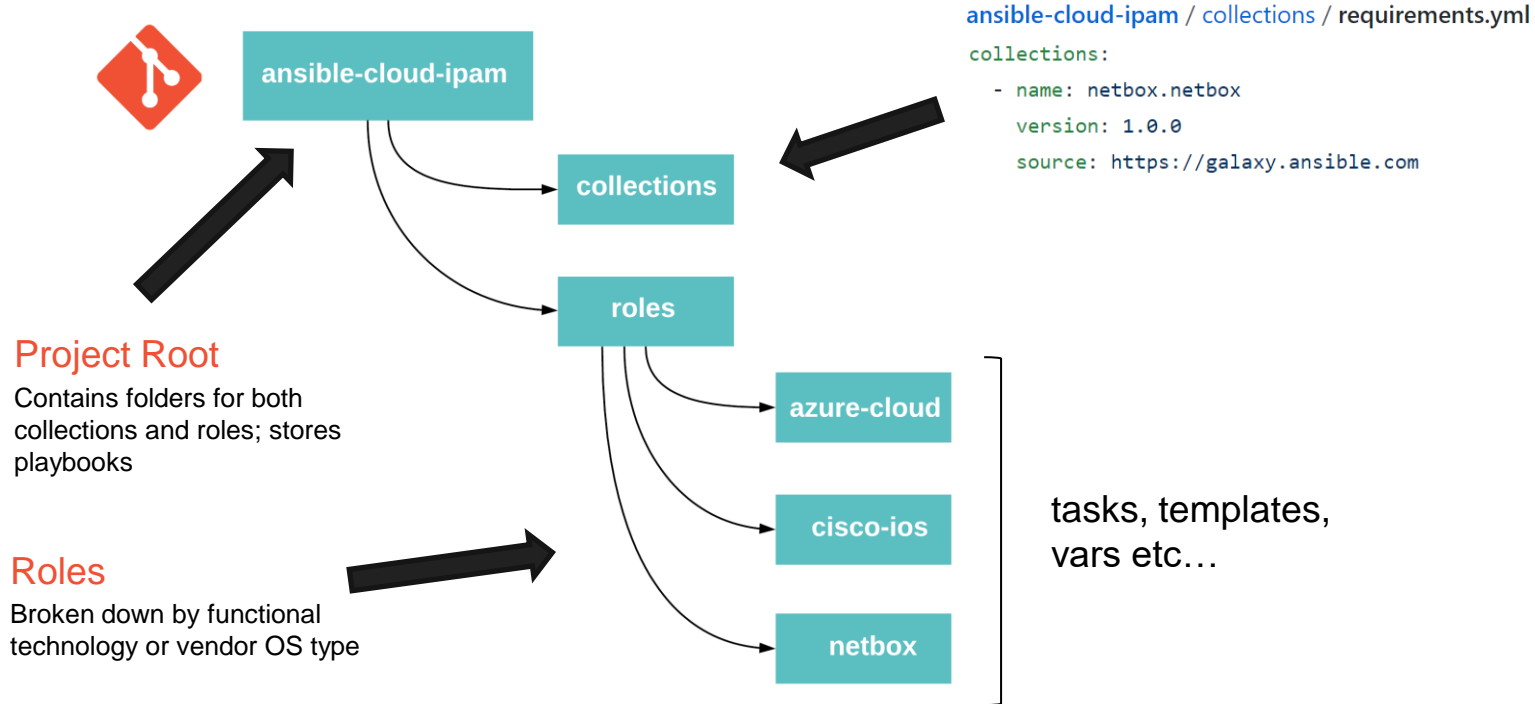 ansible-cloud-ipam / collections / requirements.yml
collections:
- name: netbox.netbox
version: 1.0.0
source: https://galaxy.ansible.com
ansible-cloud-ipam
collections
roles
azure-cloud
cisco-ios
netbox
Project Root
Contains folders for both
collections and roles; stores
playbooks
Roles
Broken down by functional
technology or vendor OS type
tasks, templates,
vars etc…